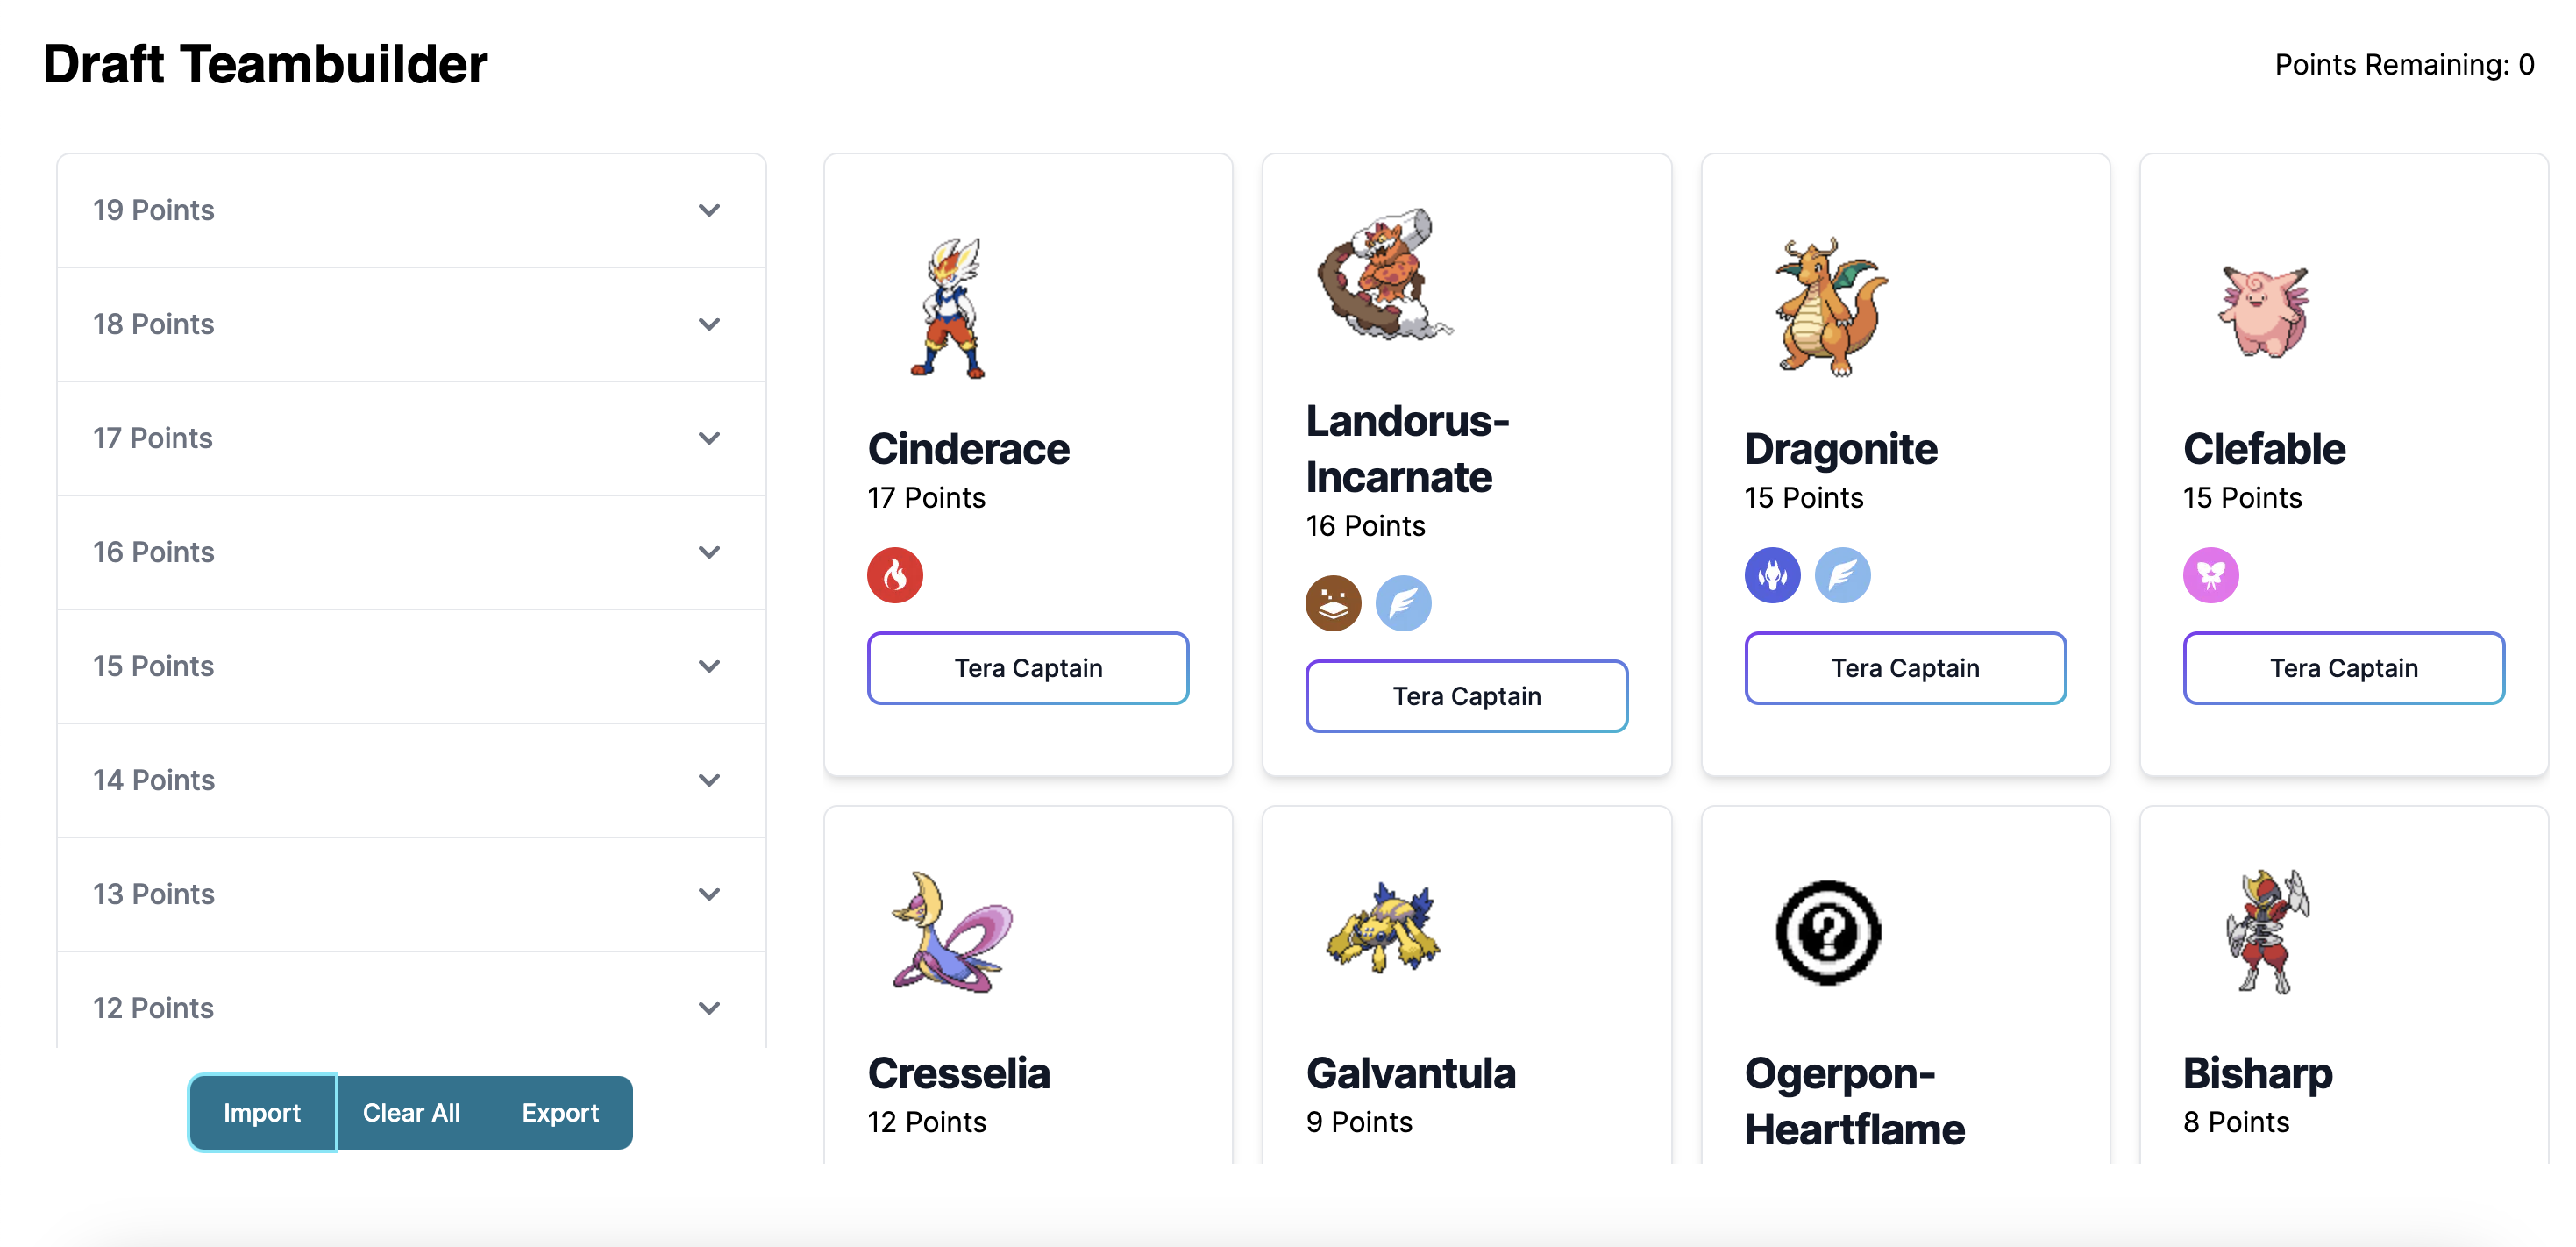 Draft Teambuilder
Points Remaining: 0
19 Points
18 Points
17 Points
16 Points
15 Points
14 Points
13 Points
12 Points
Import
Clear All
Export
Cinderace
17 Points
Tera Captain
Landorus-
Incarnate
16 Points
Tera Captain
Dragonite
15 Points
Tera Captain
Clefable
15 Points
Tera Captain
Cresselia
12 Points
Galvantula
9 Points
Ogerpon-
Heartflame
Bisharp
8 Points